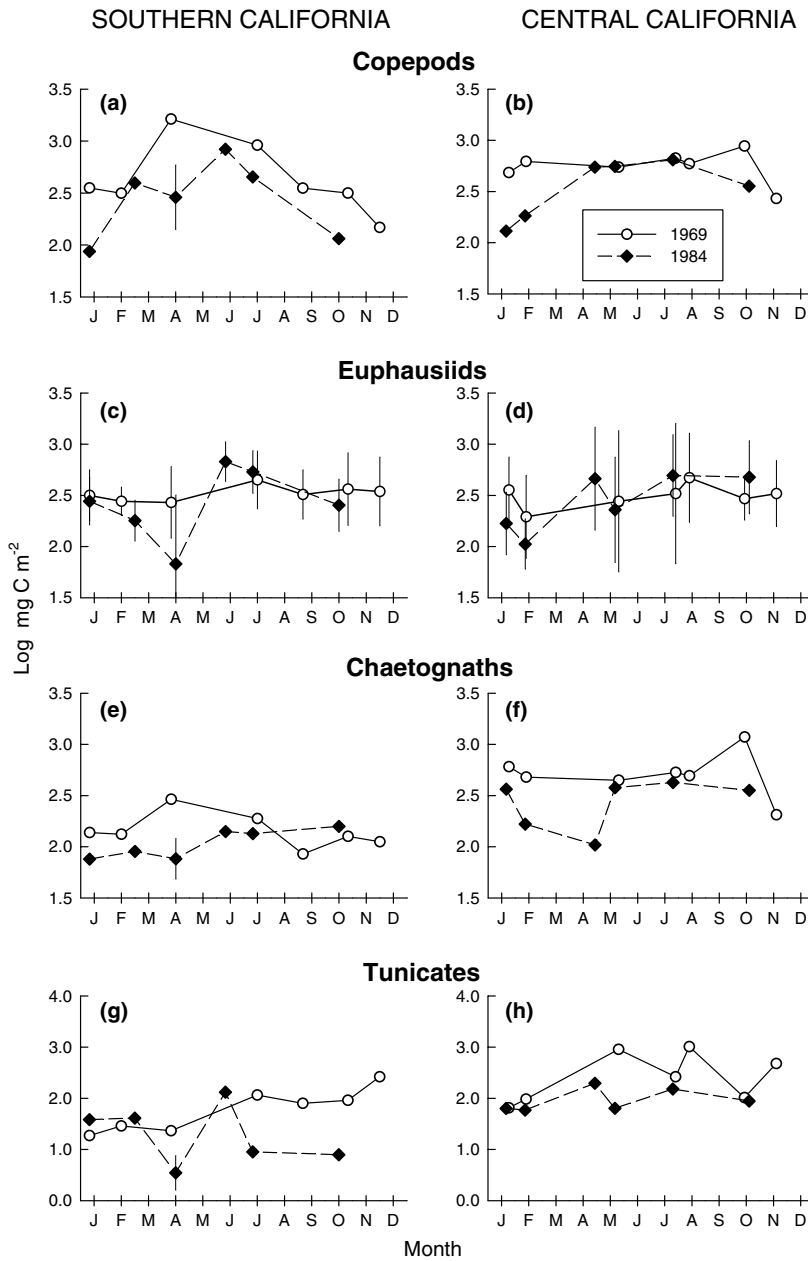 SOUTHERN CALIFORNIA CENTRAL CALIFORNIA
Copepods
(a) (b)
3.5 3.5
3.0 3.0
2.5 2.5
2.0 2.0
1.5 1.5
1969
1984
J F M A M J J A S O N D J F M A M J J A S O N D
Euphausiids
(c) (d)
3.5 3.5
3.0 3.0
2.5 2.5
2.0 2.0
1.5 1.5
J F M A M J J A S O N D J F M A M J J A S O N D
Log mg C m-2
Chaetognaths
(e) (f)
3.5 3.5
3.0 3.0
2.5 2.5
2.0 2.0
1.5 1.5
J F M A M J J A S O N D J F M A M J J A S O N D
Tunicates
(g) (h)
4.0 4.0
3.0 3.0
2.0 2.0
1.0 1.0
0.0 0.0
J F M A M J J A S O N D J F M A M J J A S O N D
Month